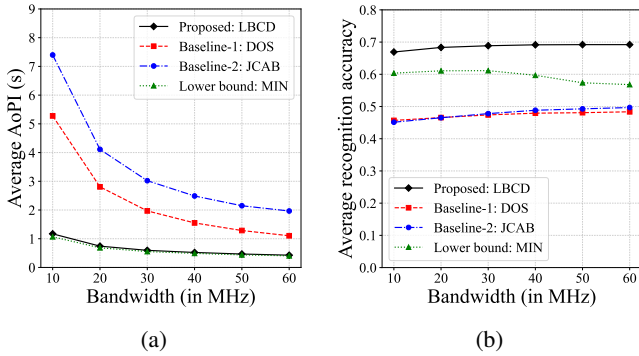 9
8
7
6
5
4
3
2
1
0
Average AoPI (s)
Proposed: LBCD
Baseline-1: DOS
Baseline-2: JCAB
Lower bound: MIN
10 20 30 40 50 60
Bandwidth (in MHz)
(a)
0.8
0.7
0.6
0.5
0.4
0.3
0.2
0.1
0.0
Average recognition accuracy
Proposed: LBCD
Baseline-1: DOS
Baseline-2: JCAB
Lower bound: MIN
10 20 30 40 50 60
Bandwidth (in MHz)
(b)